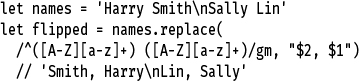 let names = 'Harry Smith\nSally Lin'
let flipped = names.replace(
/^([A-Z][a-z]+) ([A-Z][a-z]+)/gm, "$2, $1")
// 'Smith, Harry\nLin, Sally'